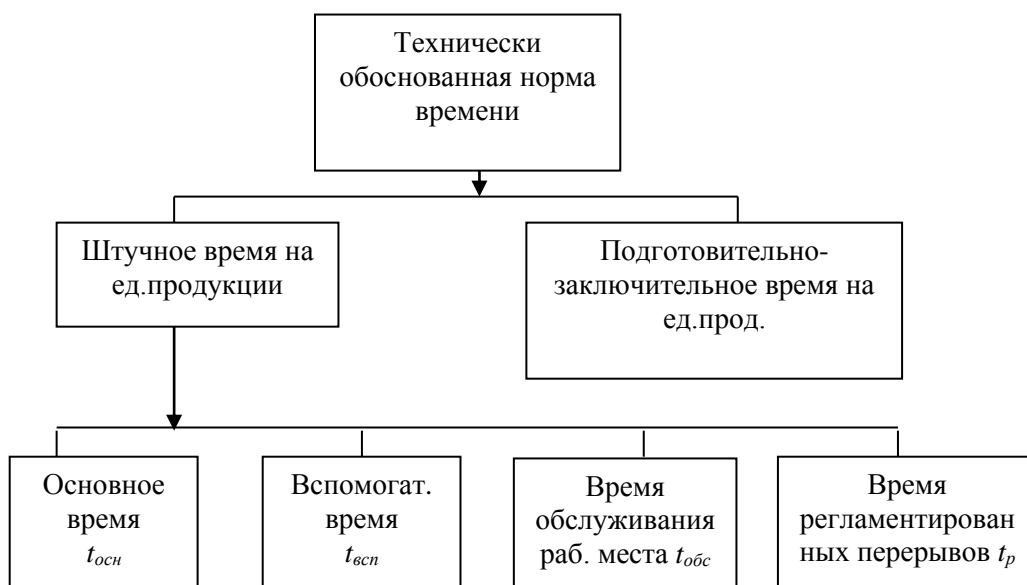 Технически
обоснованная норма
времени
Штучное время на
ед.продукции
Подготовительно-
заключительное время на
ед.прод.
Основное
время
tосн
Вспомогат.
время
tвсп
Время
обслуживания
раб. места tобс
Время
регламентирован
ных перерывов tр